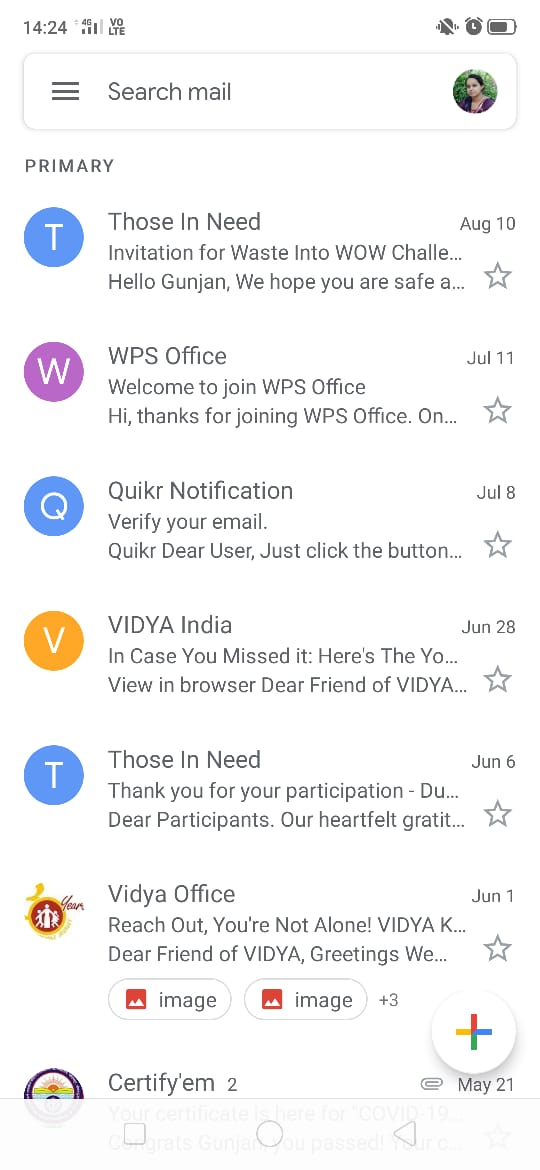 14:24 4G VO LTE
Search mail
PRIMARY
T Those In Need Aug 10
Invitation for Waste Into WOW Challe...
Hello Gunjan, We hope you are safe a...
W WPS Office Jul 11
Welcome to join WPS Office
Hi, thanks for joining WPS Office. On...
Q Quikr Notification Jul 8
Verify your email.
Quikr Dear User, Just click the button...
V VIDYA India Jun 28
In Case You Missed it: Here's The Yo...
View in browser Dear Friend of VIDYA...
T Those In Need Jun 6
Thank you for your participation - Du...
Dear Participants. Our heartfelt gratit...
Vidya Office Jun 1
Reach Out, You're Not Alone! VIDYA K...
Dear Friend of VIDYA, Greetings We...
image image +3
Certify'em 2 May 21
Your certificate is here for "COVID-19...
Congrats Gunjan, you passed! Your c...